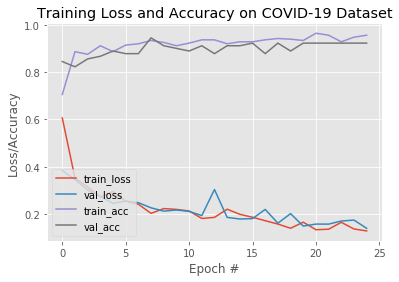 Training Loss and Accuracy on COVID-19 Dataset
Loss/Accuracy
1.0
0.8
0.6
0.4
0.2
train_loss
val_loss
train_acc
val_acc
0
5
10
15
20
25
Epoch #